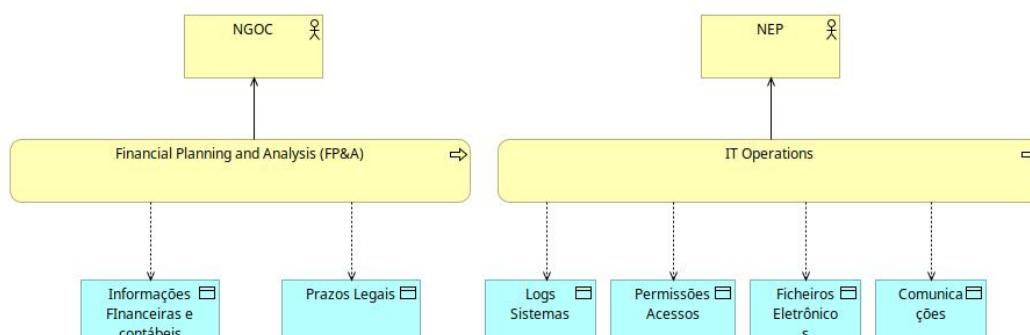 NGOC
NEP
Financial Planning and Analysis (FP&A)
IT Operations
Informações
FInanceiras e
contábeis
Prazos Legais
Logs
Sistemas
Permissões
Acessos
Ficheiros
Eletrônico
s
Comunica
ções